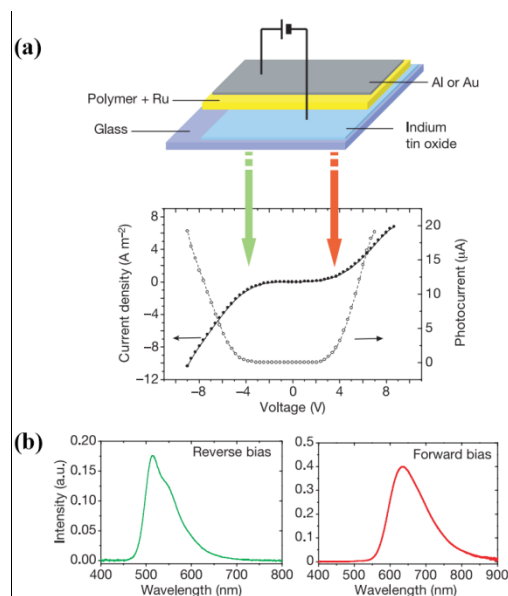 (a)
Al or Au
Polymer + Ru
Glass
Indium
tin oxide
Current density (A m⁻²)
8
4
0
−4
−8
−12
Photocurrent (μA)
20
15
10
5
0
−8 −4 0 4 8
Voltage (V)
(b)
Intensity (a.u.)
0.20
0.15
0.10
0.05
0.00
Reverse bias
400 500 600 700 800
Wavelength (nm)
0.5
0.4
0.3
0.2
0.1
0
Forward bias
400 500 600 700 800 900
Wavelength (nm)